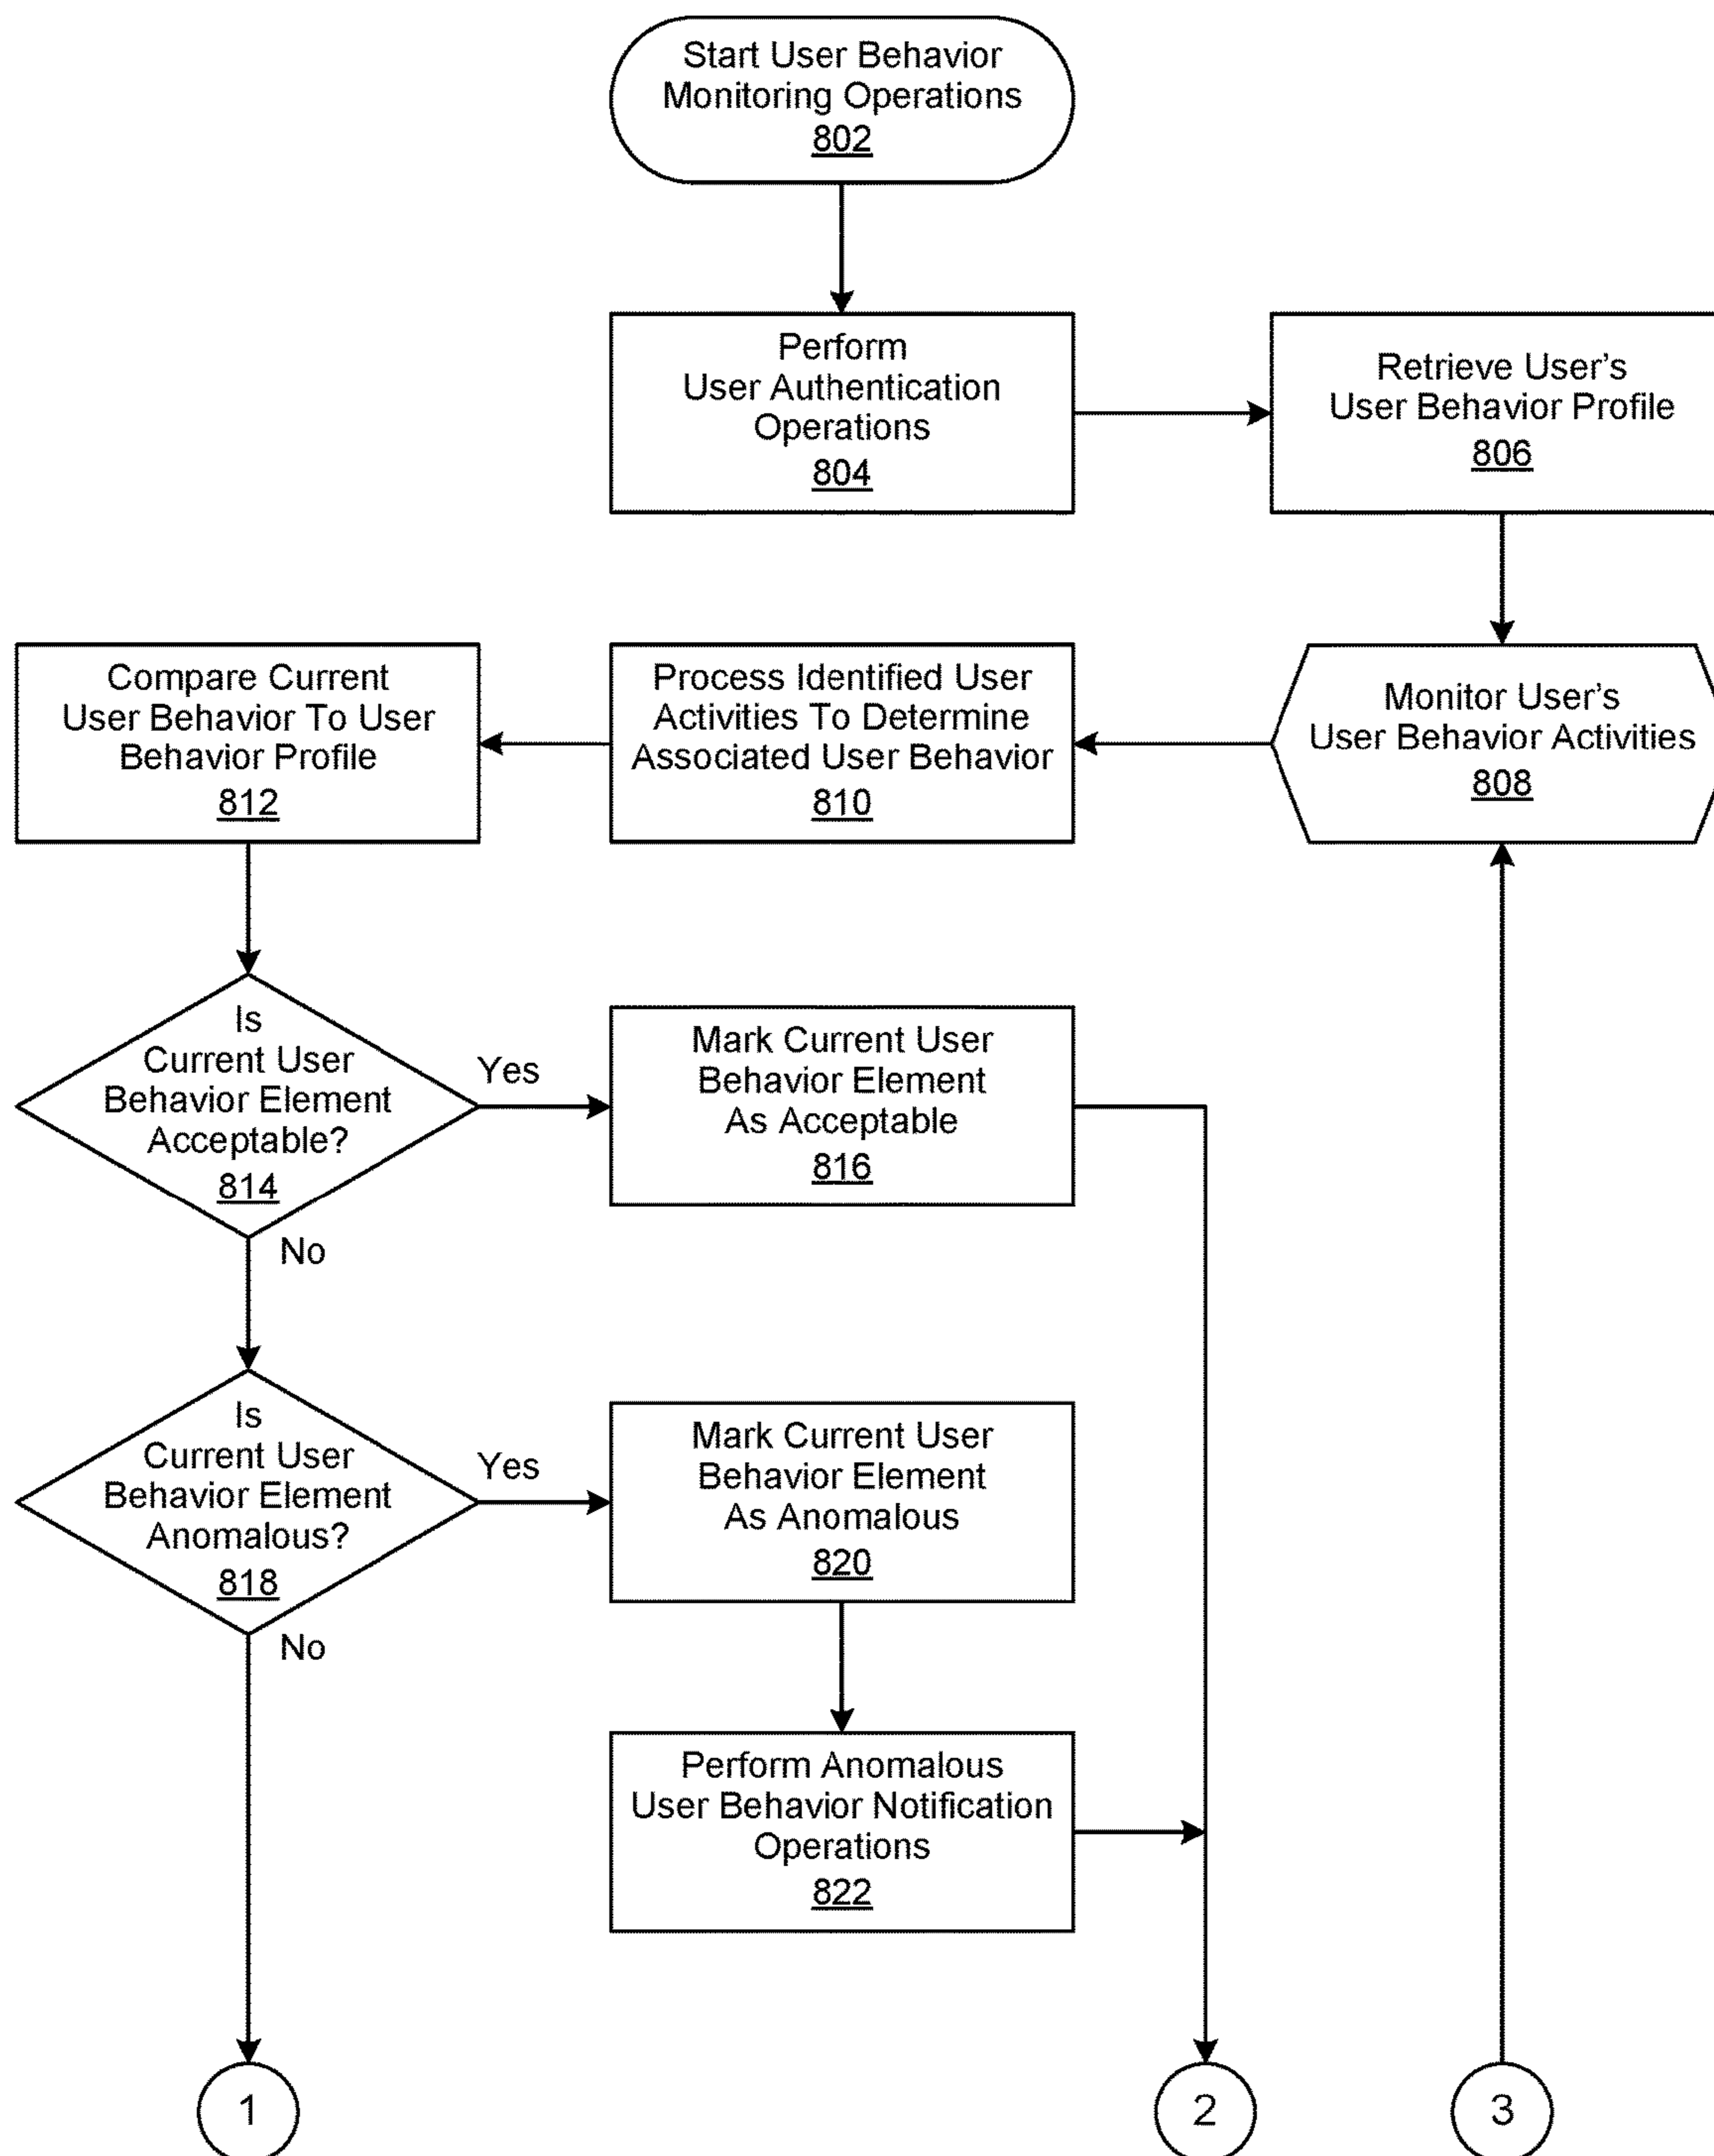 Start User Behavior
Monitoring Operations
802
Perform
User Authentication
Operations
804
Retrieve User's
User Behavior Profile
806
Compare Current
User Behavior To User
Behavior Profile
812
Process Identified User
Activities To Determine
Associated User Behavior
810
Monitor User's
User Behavior Activities
808
Is
Current User
Behavior Element
Acceptable?
814
Yes
No
Mark Current User
Behavior Element
As Acceptable
816
Is
Current User
Behavior Element
Anomalous?
818
Yes
No
Mark Current User
Behavior Element
As Anomalous
820
Perform Anomalous
User Behavior Notification
Operations
822
1
2
3